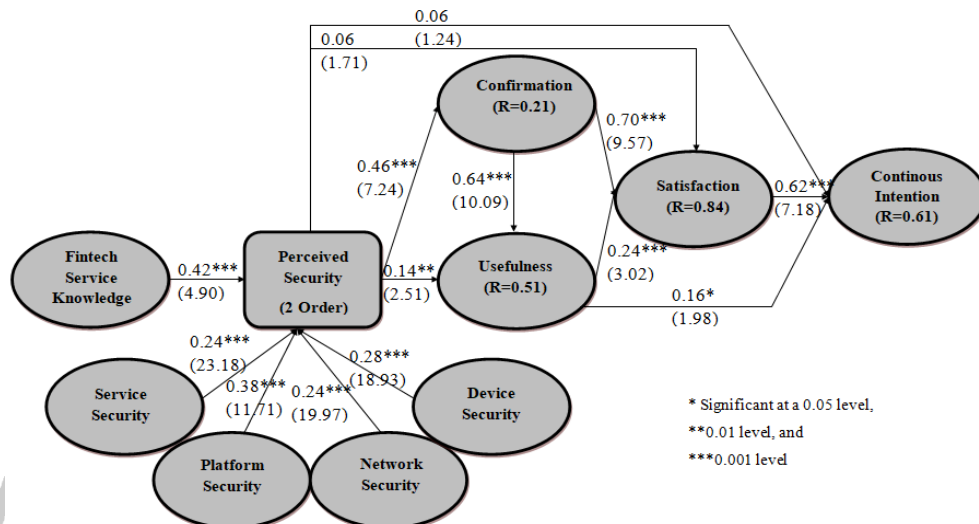 0.06
0.06
(1.24)
(1.71)
Confirmation
(R=0.21)
0.70***
(9.57)
0.46***
(7.24)
0.64***
(10.09)
Satisfaction
(R=0.84)
0.62***
(7.18)
Continous
Intention
(R=0.61)
Fintech
Service
Knowledge
0.42***
(4.90)
Perceived
Security
(2 Order)
0.14**
(2.51)
Usefulness
(R=0.51)
0.24***
(3.02)
0.16*
(1.98)
0.24***
(23.18)
0.38***
(11.71)
0.24***
(19.97)
0.28***
(18.93)
Service
Security
Platform
Security
Network
Security
Device
Security
* Significant at a 0.05 level,
**0.01 level, and
***0.001 level